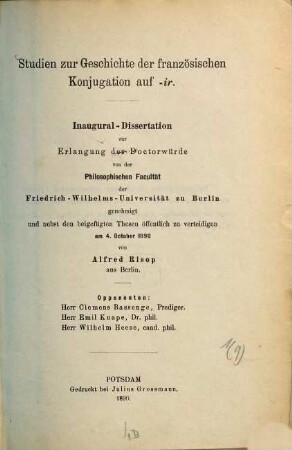 Studien zur Geschichte der französischen
Konjugation auf -ir.
Inaugural-Dissertation
zur
Erlangung der Doctorwürde
von der
Philosophischen Facultät
der
Friedrich-Wilhelms-Universität zu Berlin
genehmigt
und nebst den beigefügten Thesen öffentlich zu verteidigen
am 4. October 1890
von
Alfred Risop
aus Berlin.
Opponenten:
Herr Clemens Bassenge, Prediger.
Herr Emil Knape, Dr. phil.
Herr Wilhelm Heese, cand. phil.
POTSDAM
Gedruckt bei Julius Grossmann.
1890.